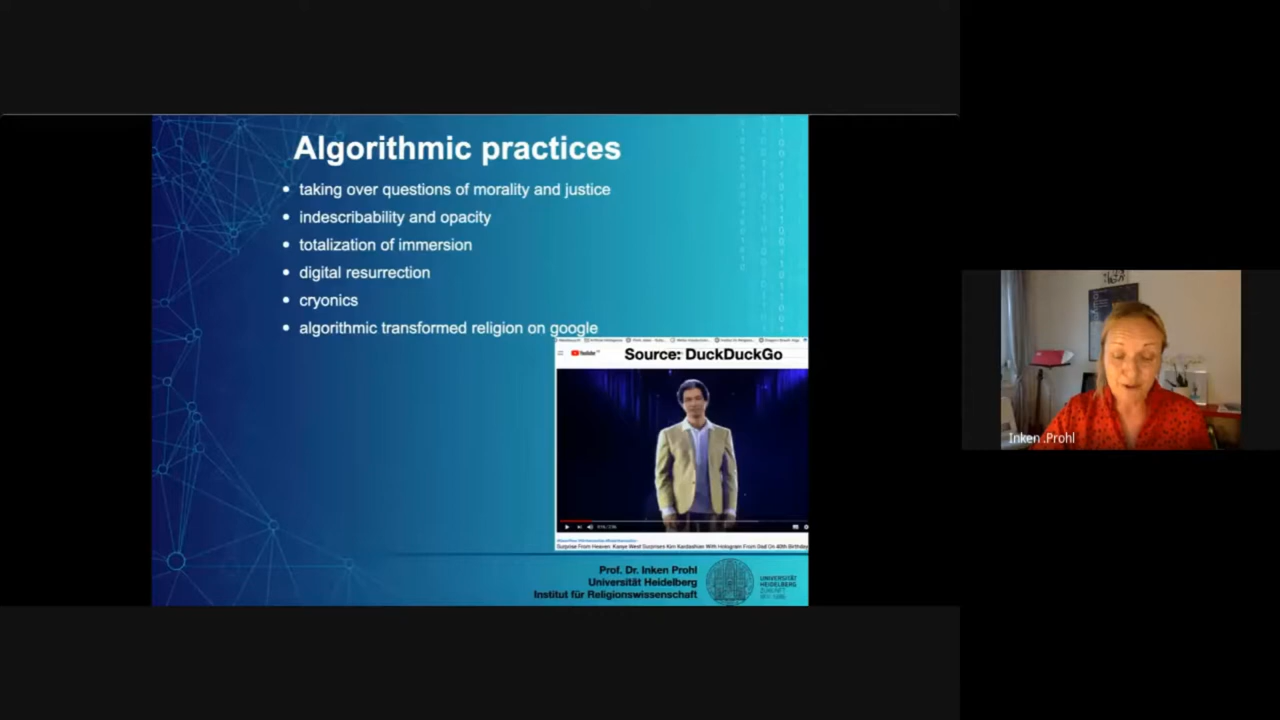 Algorithmic practices
taking over questions of morality and justice
indescribability and opacity
totalization of immersion
digital resurrection
cryonics
algorithmic transformed religion on google
Source: DuckDuckGo
YouTube
Surprise From Heaven: Kanye West Surprises Kim Kardashian With Hologram From Dad On 40th Birthday
Prof. Dr. Inken Prohl
Universität Heidelberg
Institut für Religionswissenschaft
UNIVERSITÄT
HEIDELBERG
ZUKUNFT
Inken .Prohl